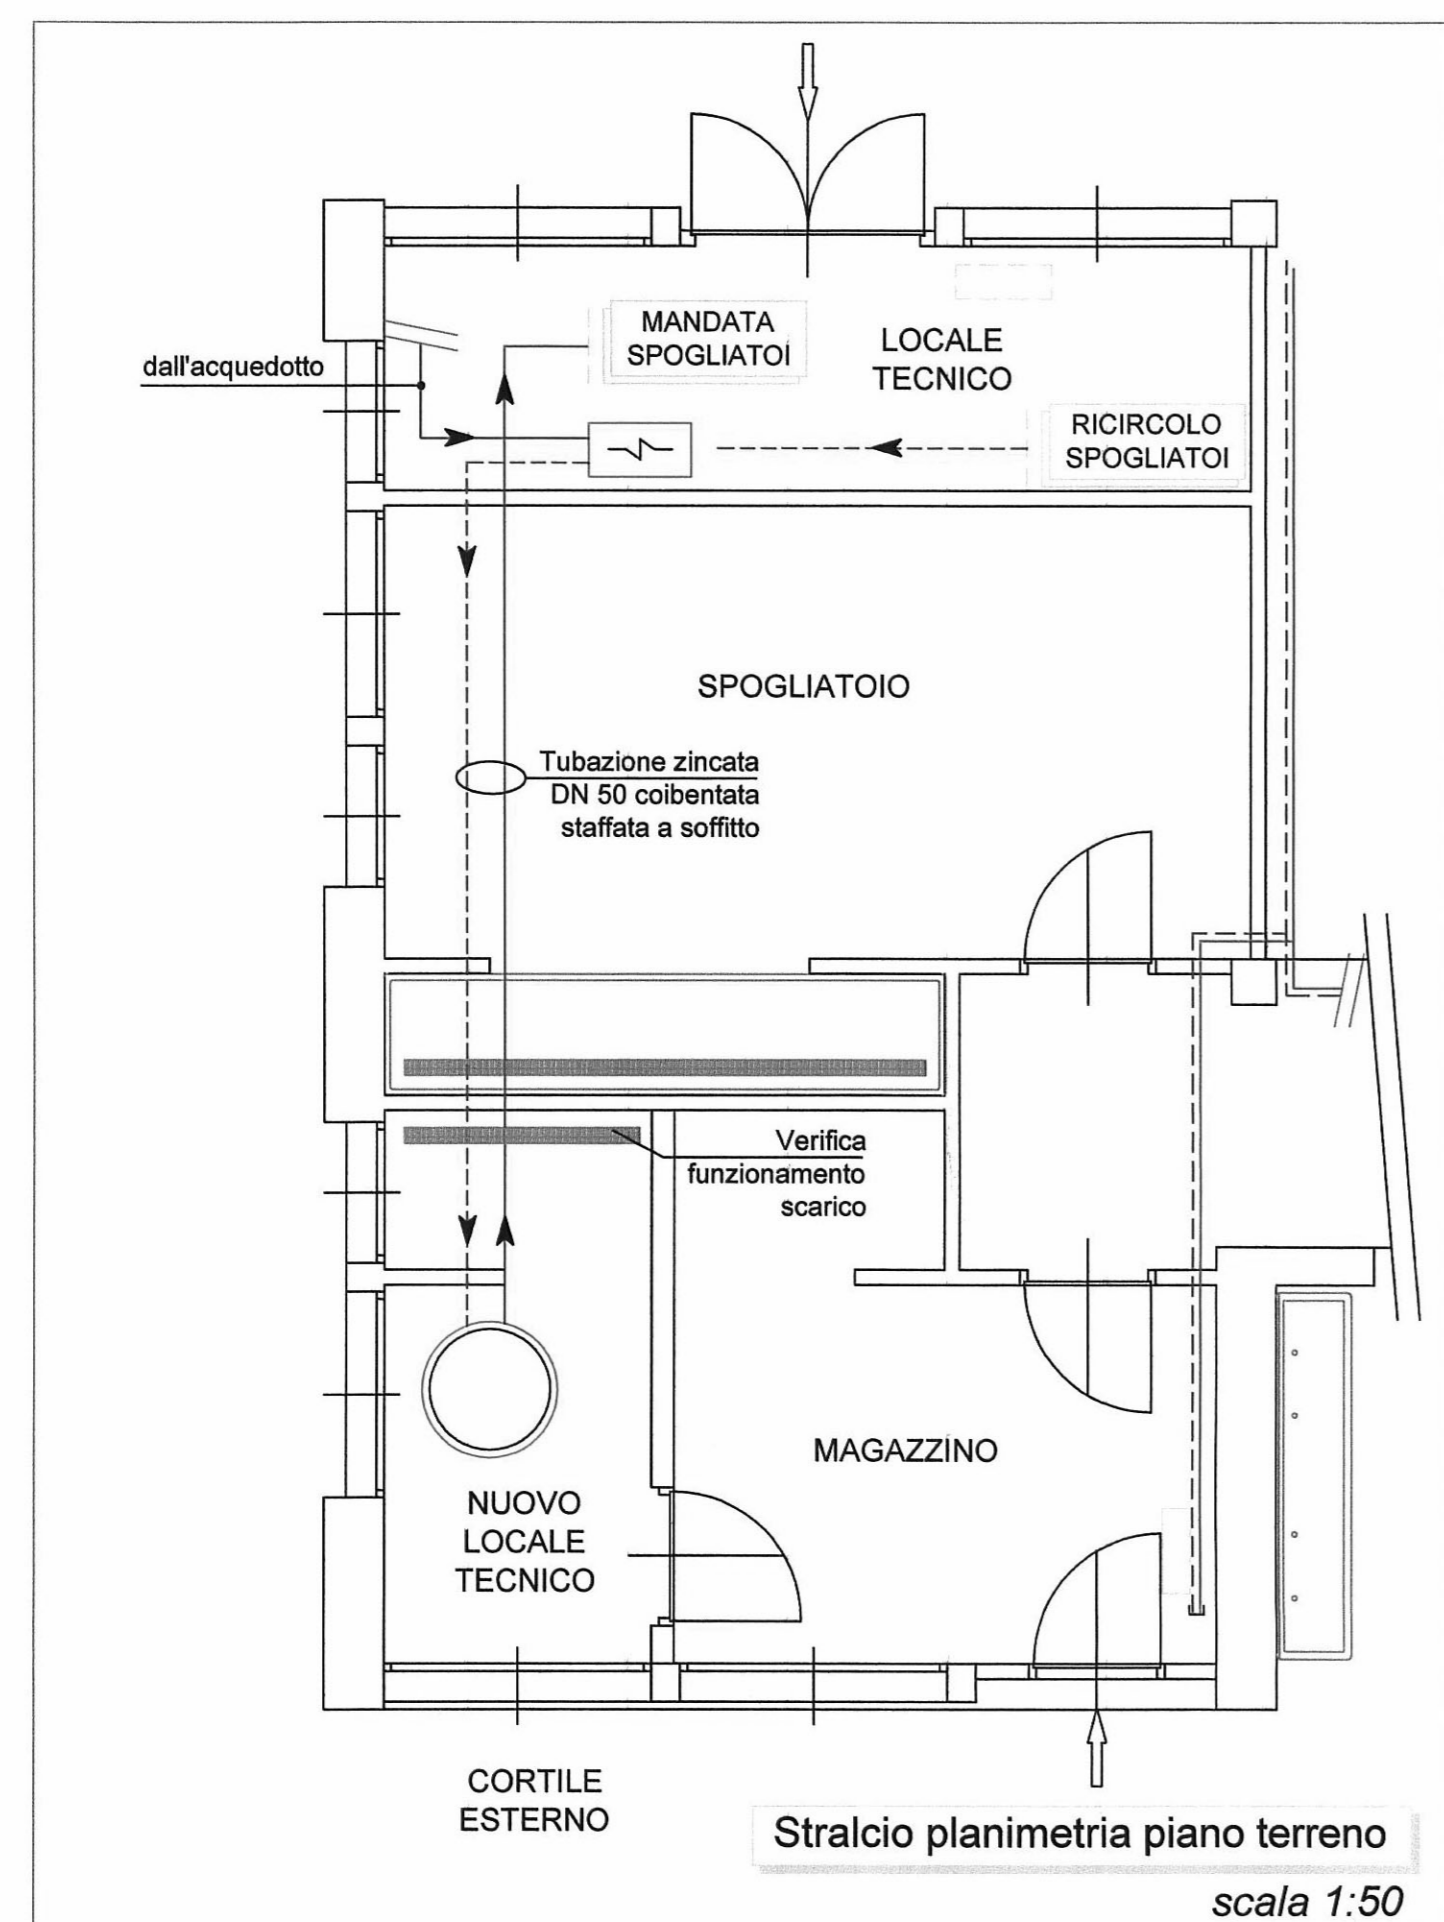 MANDATA
SPOGLIATOI
LOCALE
TECNICO
dall'acquedotto
RICIRCOLO
SPOGLIATOI
SPOGLIATOIO
Tubazione zincata
DN 50 coibentata
staffata a soffitto
Verifica
funzionamento
scarico
MAGAZZINO
NUOVO
LOCALE
TECNICO
CORTILE
ESTERNO
Stralcio planimetria piano terreno
scala 1:50